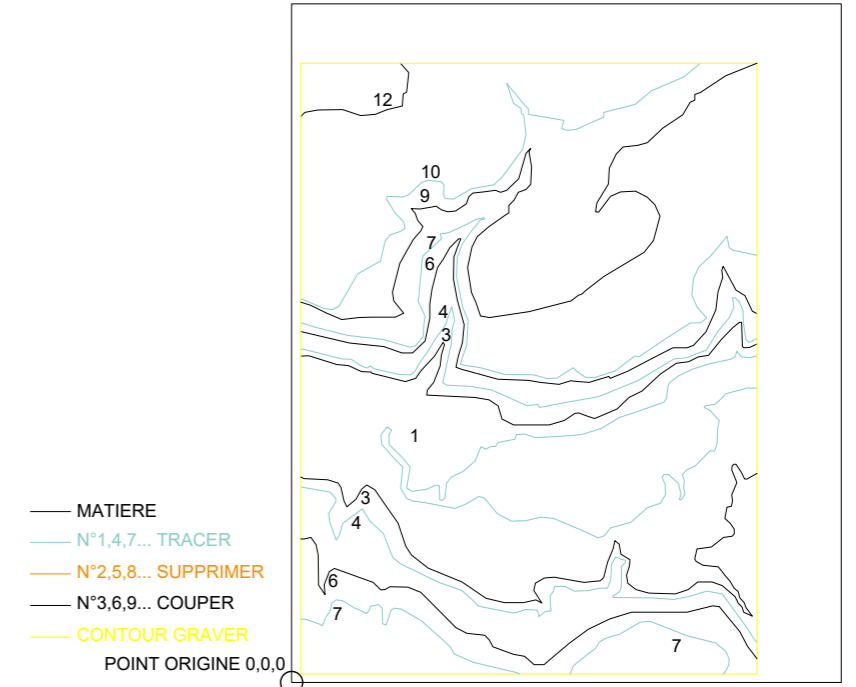 12
10
9
7
6
4
3
1
3
4
6
7
7
MATIERE
N°1,4,7... TRACER
N°2,5,8... SUPPRIMER
N°3,6,9... COUPER
CONTOUR GRAVER
POINT ORIGINE 0,0,0